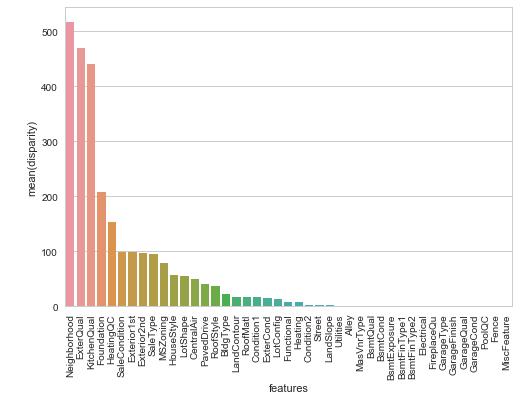 500
400
300
200
100
0
mean(disparity)
Neighborhood
ExterQual
KitchenQual
Foundation
HeatingQC
SaleCondition
Exterior1st
Exterior2nd
SaleType
MSZoning
HouseStyle
LotShape
CentralAir
PavedDrive
RoofStyle
BldgType
LandContour
RoofMatl
Condition1
ExterCond
LotConfig
Functional
Heating
Condition2
Street
LandSlope
Utilities
Alley
MasVnrType
BsmtQual
BsmtCond
BsmtExposure
BsmtFinType1
BsmtFinType2
Electrical
FireplaceQu
GarageType
GarageFinish
GarageQual
GarageCond
PoolQC
Fence
MiscFeature
features